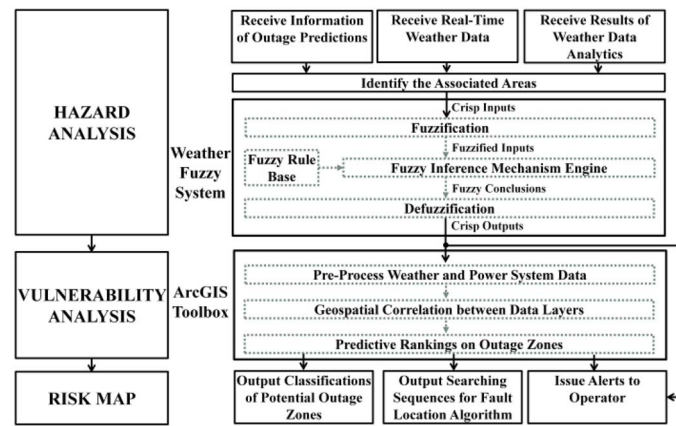 Receive Information
of Outage Predictions
Receive Real-Time
Weather Data
Receive Results of
Weather Data
Analytics
Identify the Associated Areas
HAZARD
ANALYSIS
Weather
Fuzzy
System
Crisp Inputs
Fuzzification
Fuzzified Inputs
Fuzzy Rule
Base
Fuzzy Inference Mechanism Engine
Fuzzy Conclusions
Defuzzification
Crisp Outputs
VULNERABILITY
ANALYSIS
ArcGIS
Toolbox
Pre-Process Weather and Power System Data
Geospatial Correlation between Data Layers
Predictive Rankings on Outage Zones
RISK MAP
Output Classifications
of Potential Outage
Zones
Output Searching
Sequences for Fault
Location Algorithm
Issue Alerts to
Operator